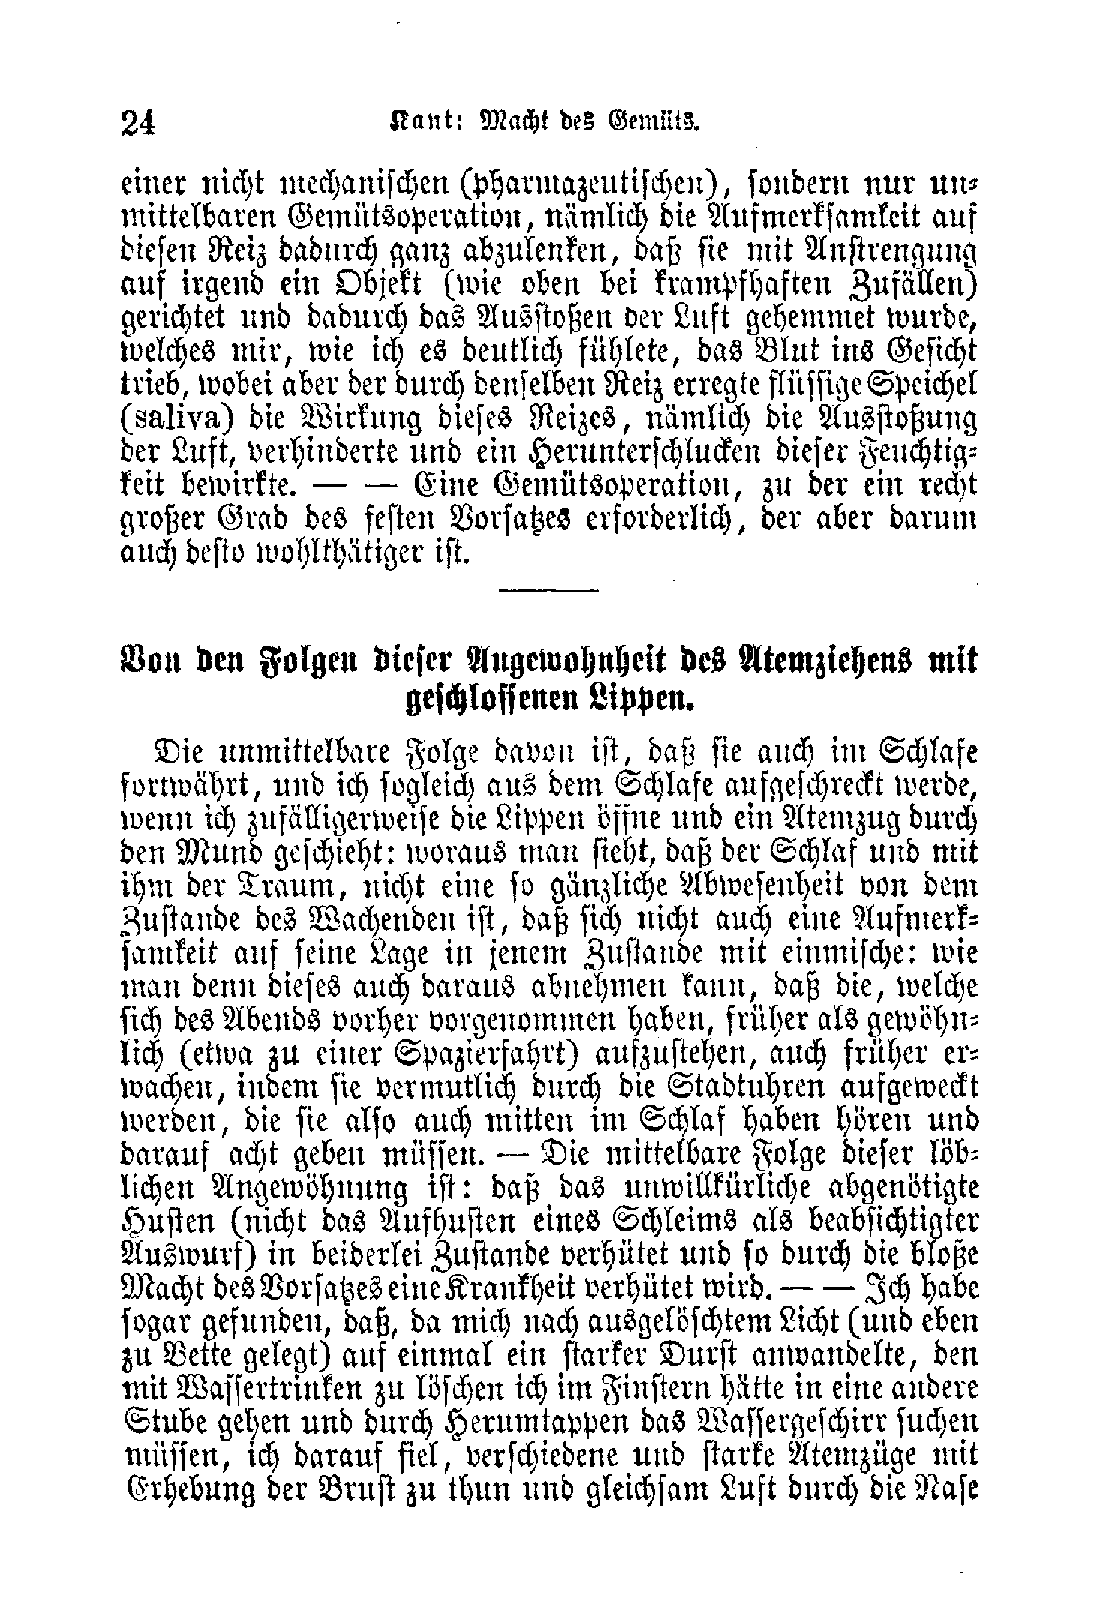 24 Kant: Macht des Gemüts.
einer nicht mechanischen (pharmazeutischen), sondern nur un-
mittelbaren Gemütsoperation, nämlich die Aufmerksamkeit auf
diesen Reiz dadurch ganz abzulenken, daß sie mit Anstrengung
auf irgend ein Objekt (wie oben bei krampfhaften Zufällen)
gerichtet und dadurch das Ausstoßen der Luft gehemmet wurde,
welches mir, wie ich es deutlich fühlete, das Blut ins Gesicht
trieb, wobei aber der durch denselben Reiz erregte flüssige Speichel
(saliva) die Wirkung dieses Reizes, nämlich die Ausstoßung
der Luft, verhinderte und ein Herunterschlucken dieser Feuchtig-
keit bewirkte. — — Eine Gemütsoperation, zu der ein recht
großer Grad des festen Vorsatzes erforderlich, der aber darum
auch desto wohlthätiger ist.
Von den Folgen dieser Angewohnheit des Atemziehens mit
geschlossenen Lippen.
Die unmittelbare Folge davon ist, daß sie auch im Schlafe
fortwährt, und ich sogleich aus dem Schlafe aufgeschreckt werde,
wenn ich zufälligerweise die Lippen öffne und ein Atemzug durch
den Mund geschieht: woraus man sieht, daß der Schlaf und mit
ihm der Traum, nicht eine so gänzliche Abwesenheit von dem
Zustande des Wachenden ist, daß sich nicht auch eine Aufmerk-
samkeit auf seine Lage in jenem Zustande mit einmische: wie
man denn dieses auch daraus abnehmen kann, daß die, welche
sich des Abends vorher vorgenommen haben, früher als gewöhn-
lich (etwa zu einer Spazierfahrt) aufzustehen, auch früher er-
wachen, indem sie vermutlich durch die Stadtuhren aufgeweckt
werden, die sie also auch mitten im Schlaf haben hören und
darauf acht geben müssen. — Die mittelbare Folge dieser löb-
lichen Angewöhnung ist: daß das unwillkürliche abgenötigte
Husten (nicht das Aufhusten eines Schleims als beabsichtigter
Auswurf) in beiderlei Zustande verhütet und so durch die bloße
Macht des Vorsatzes eine Krankheit verhütet wird. — — Ich habe
sogar gefunden, daß, da mich nach ausgelöschtem Licht (und eben
zu Bette gelegt) auf einmal ein starker Durst anwandelte, den
mit Wassertrinken zu löschen ich im Finstern hätte in eine andere
Stube gehen und durch Herumtappen das Wassergeschirr suchen
müssen, ich darauf fiel, verschiedene und starke Atemzüge mit
Erhebung der Brust zu thun und gleichsam Luft durch die Nase